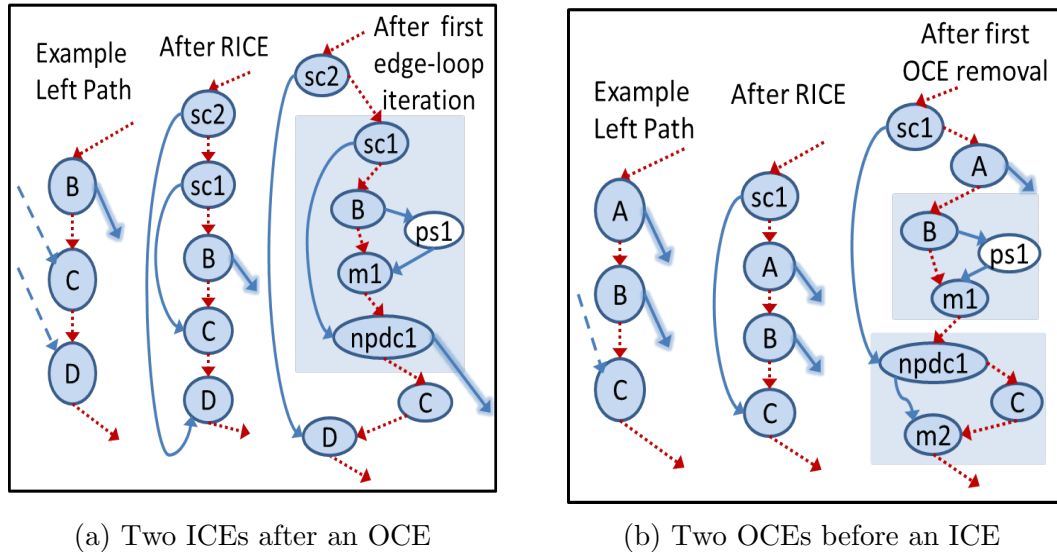 Example
Left Path
B
C
D
After RICE
sc2
sc1
B
C
D
After first
edge-loop
iteration
sc2
sc1
B
ps1
m1
npdc1
C
D
(a) Two ICEs after an OCE
Example
Left Path
A
B
C
After RICE
sc1
A
B
C
After first
OCE removal
sc1
A
B
ps1
m1
npdc1
C
m2
(b) Two OCEs before an ICE